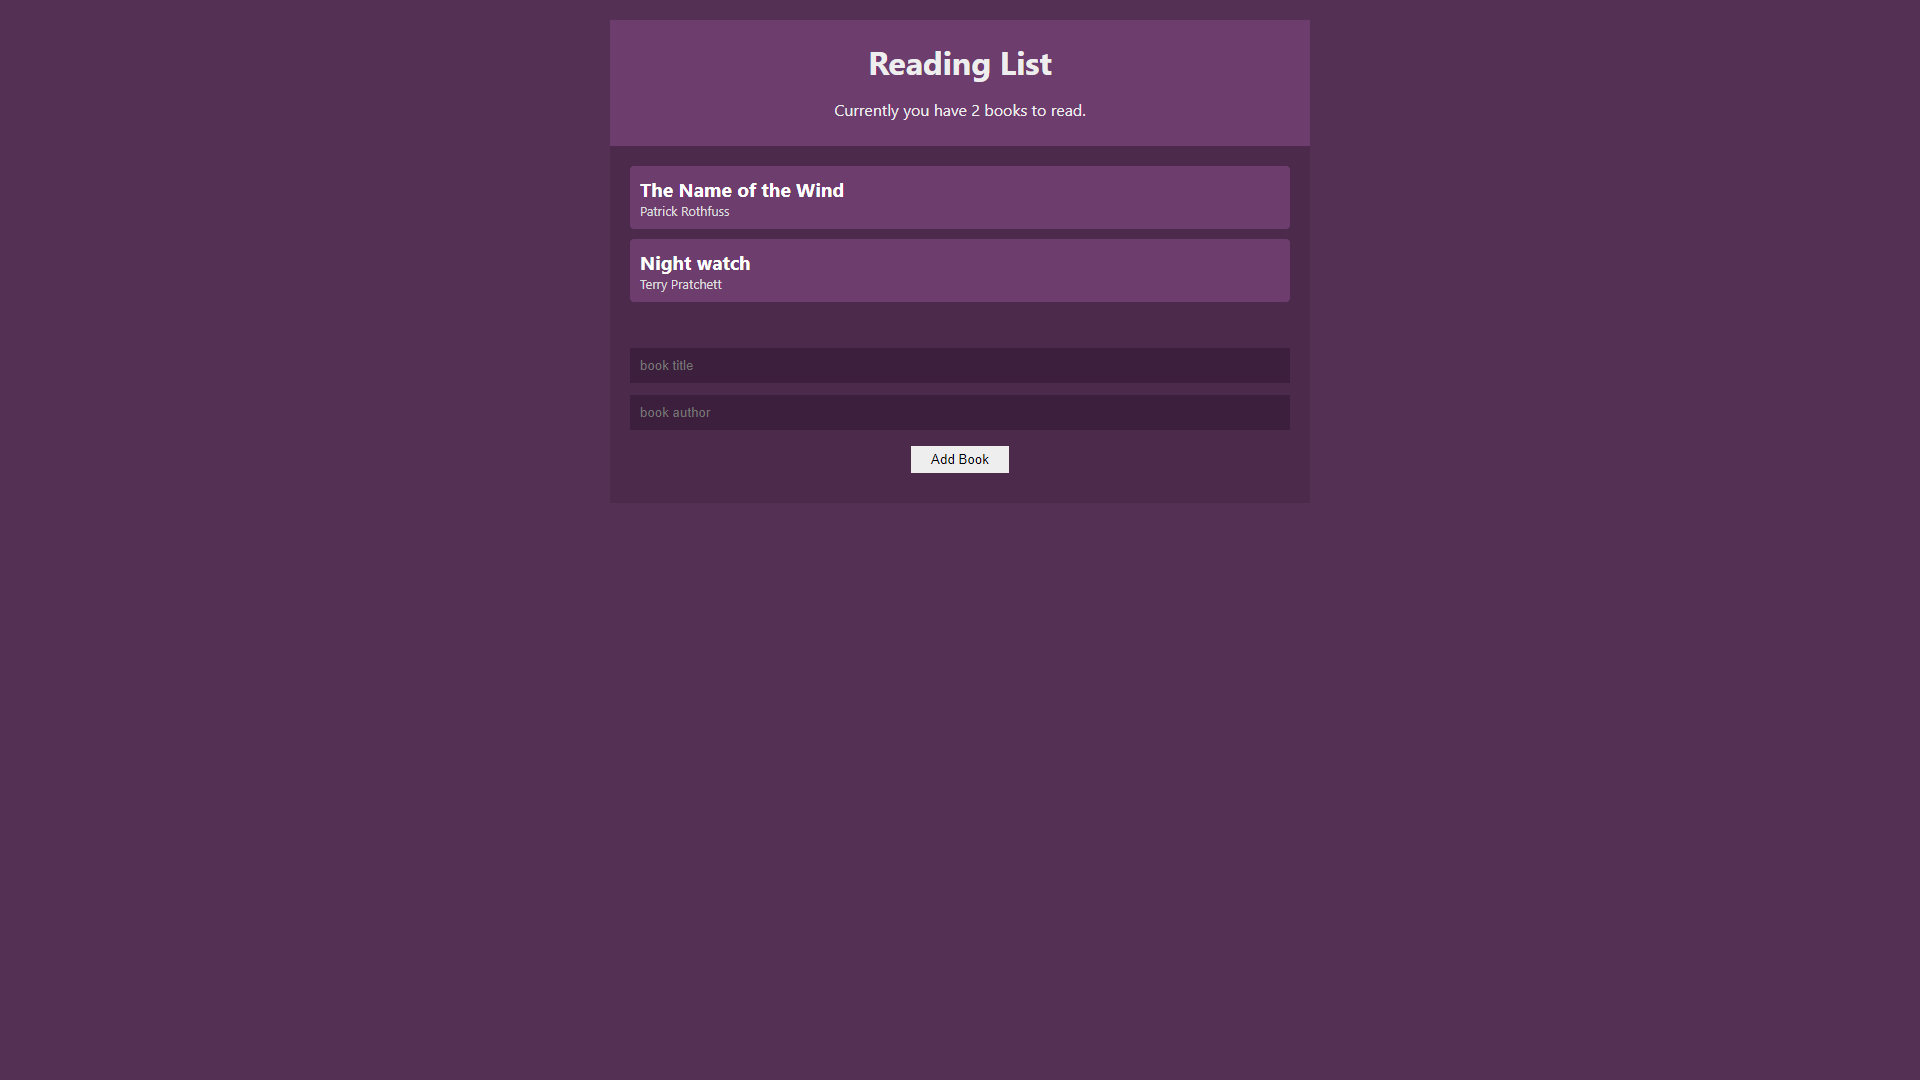 Reading List
Currently you have 2 books to read.
The Name of the Wind
Patrick Rothfuss
Night watch
Terry Pratchett
book title
book author
Add Book